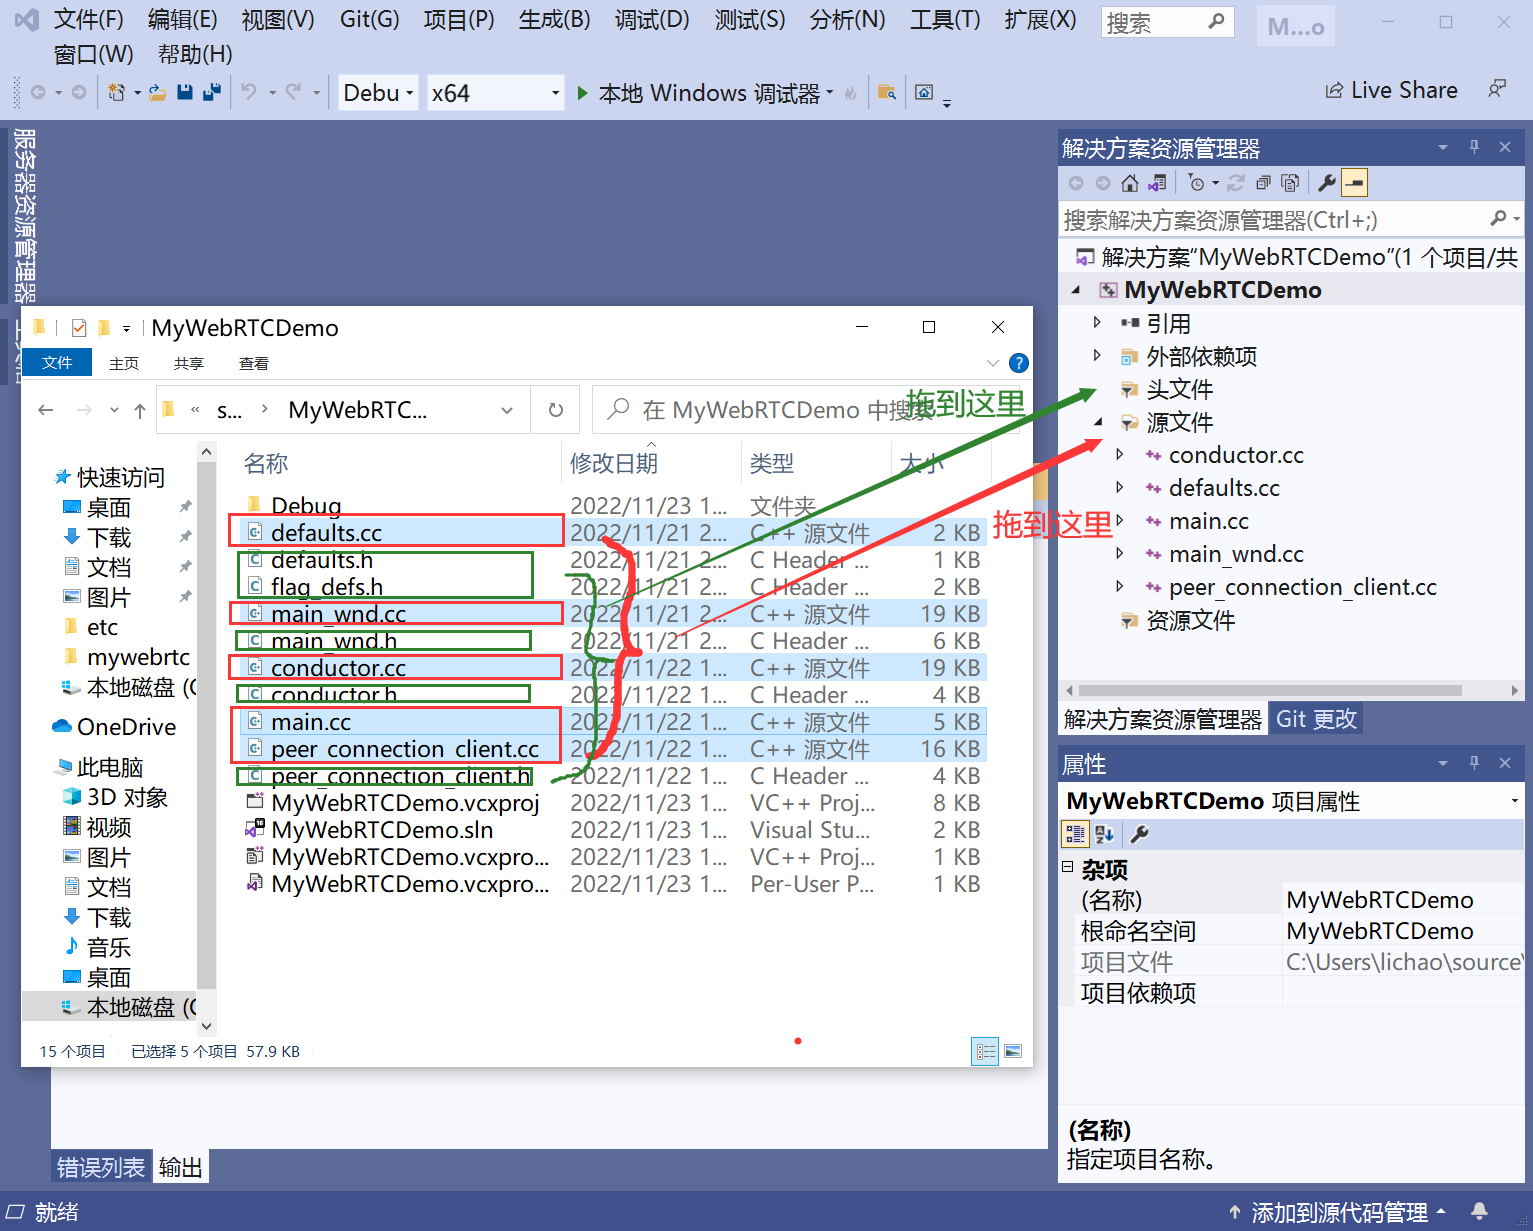 文件(F) 编辑(E) 视图(V) Git(G) 项目(P) 生成(B) 调试(D) 测试(S) 分析(N) 工具(T) 扩展(X) 搜索 M...o
窗口(W) 帮助(H)
Debu x64 本地 Windows 调试器 Live Share
服务器资源管理器
MyWebRTCDemo
文件 主页 共享 查看
« s... › MyWebRTC... 在 MyWebRTCDemo 中搜索
拖到这里
快速访问
桌面
下载
文档
图片
etc
mywebrtc
本地磁盘 (C
OneDrive
此电脑
3D 对象
视频
图片
文档
下载
音乐
桌面
本地磁盘 (C
名称 修改日期 类型 大小
Debug 2022/11/23 1... 文件夹
defaults.cc 2022/11/21 2... C++ 源文件 2 KB
defaults.h 2022/11/21 2... C Header ... 1 KB
flag_defs.h 2022/11/21 2... C Header ... 2 KB
main_wnd.cc 2022/11/21 2... C++ 源文件 19 KB
main_wnd.h 2022/11/21 2... C Header ... 6 KB
conductor.cc 2022/11/22 1... C++ 源文件 19 KB
conductor.h 2022/11/22 1... C Header ... 4 KB
main.cc 2022/11/22 1... C++ 源文件 5 KB
peer_connection_client.cc 2022/11/22 1... C++ 源文件 16 KB
peer_connection_client.h 2022/11/22 1... C Header ... 4 KB
MyWebRTCDemo.vcxproj 2022/11/23 1... VC++ Proj... 8 KB
MyWebRTCDemo.sln 2022/11/23 1... Visual Stu... 2 KB
MyWebRTCDemo.vcxpro... 2022/11/23 1... VC++ Proj... 1 KB
MyWebRTCDemo.vcxpro... 2022/11/23 1... Per-User P... 1 KB
拖到这里
15 个项目 已选择 5 个项目 57.9 KB
解决方案资源管理器
搜索解决方案资源管理器(Ctrl+;)
解决方案“MyWebRTCDemo”(1 个项目/共
MyWebRTCDemo
引用
外部依赖项
头文件
源文件
conductor.cc
defaults.cc
main.cc
main_wnd.cc
peer_connection_client.cc
资源文件
解决方案资源管理器 Git 更改
属性
MyWebRTCDemo 项目属性
杂项
(名称) MyWebRTCDemo
根命名空间 MyWebRTCDemo
项目文件 C:\Users\lichao\source\
项目依赖项
(名称)
指定项目名称。
错误列表 输出
就绪 添加到源代码管理